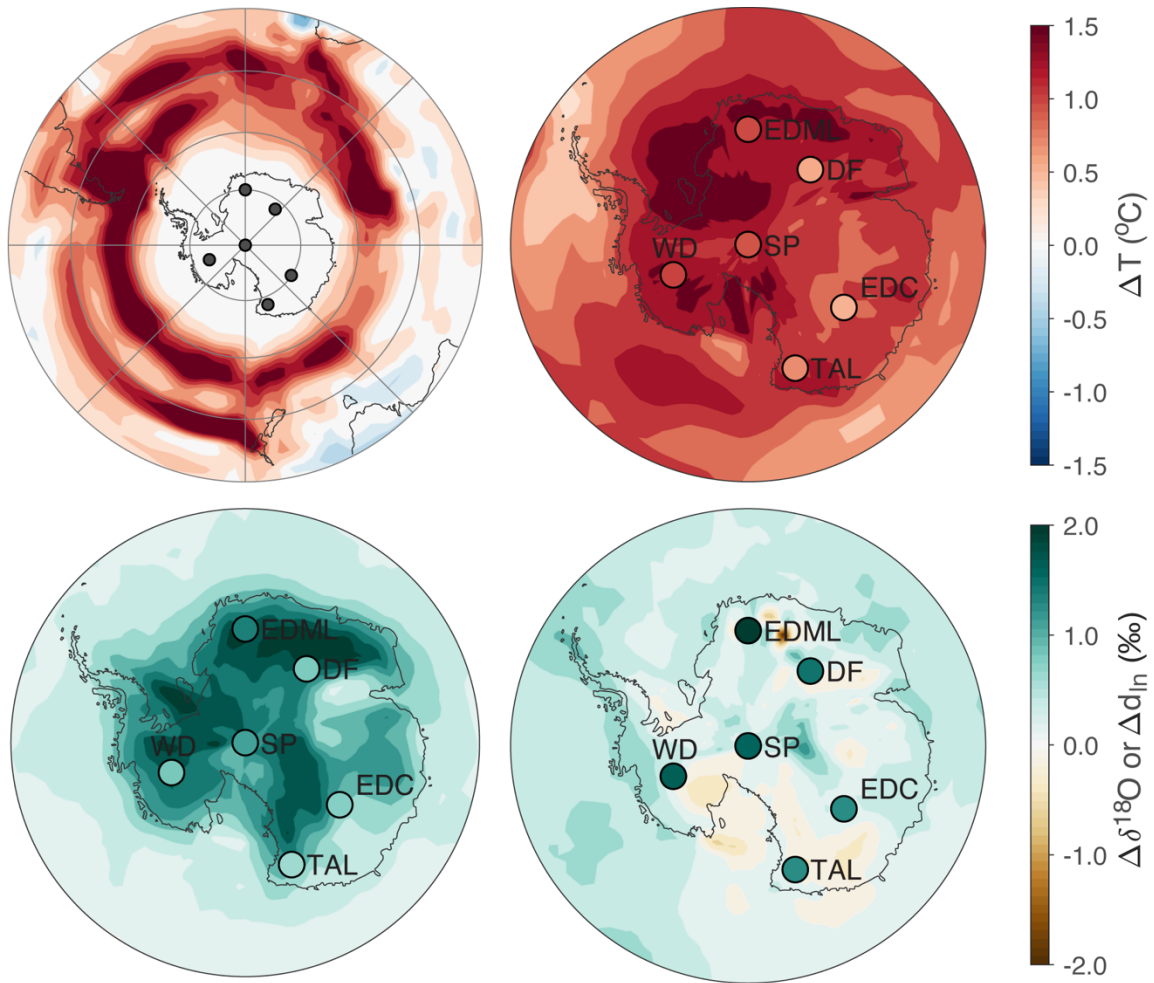 EDML
DF
WD
SP
EDC
TAL
1.5
1.0
0.5
0.0
-0.5
-1.0
-1.5
ΔT (⁰C)
EDML
DF
WD
SP
EDC
TAL
EDML
DF
WD
SP
EDC
TAL
2.0
1.0
0.0
-1.0
-2.0
Δδ¹⁸O or Δd_ln (‰)